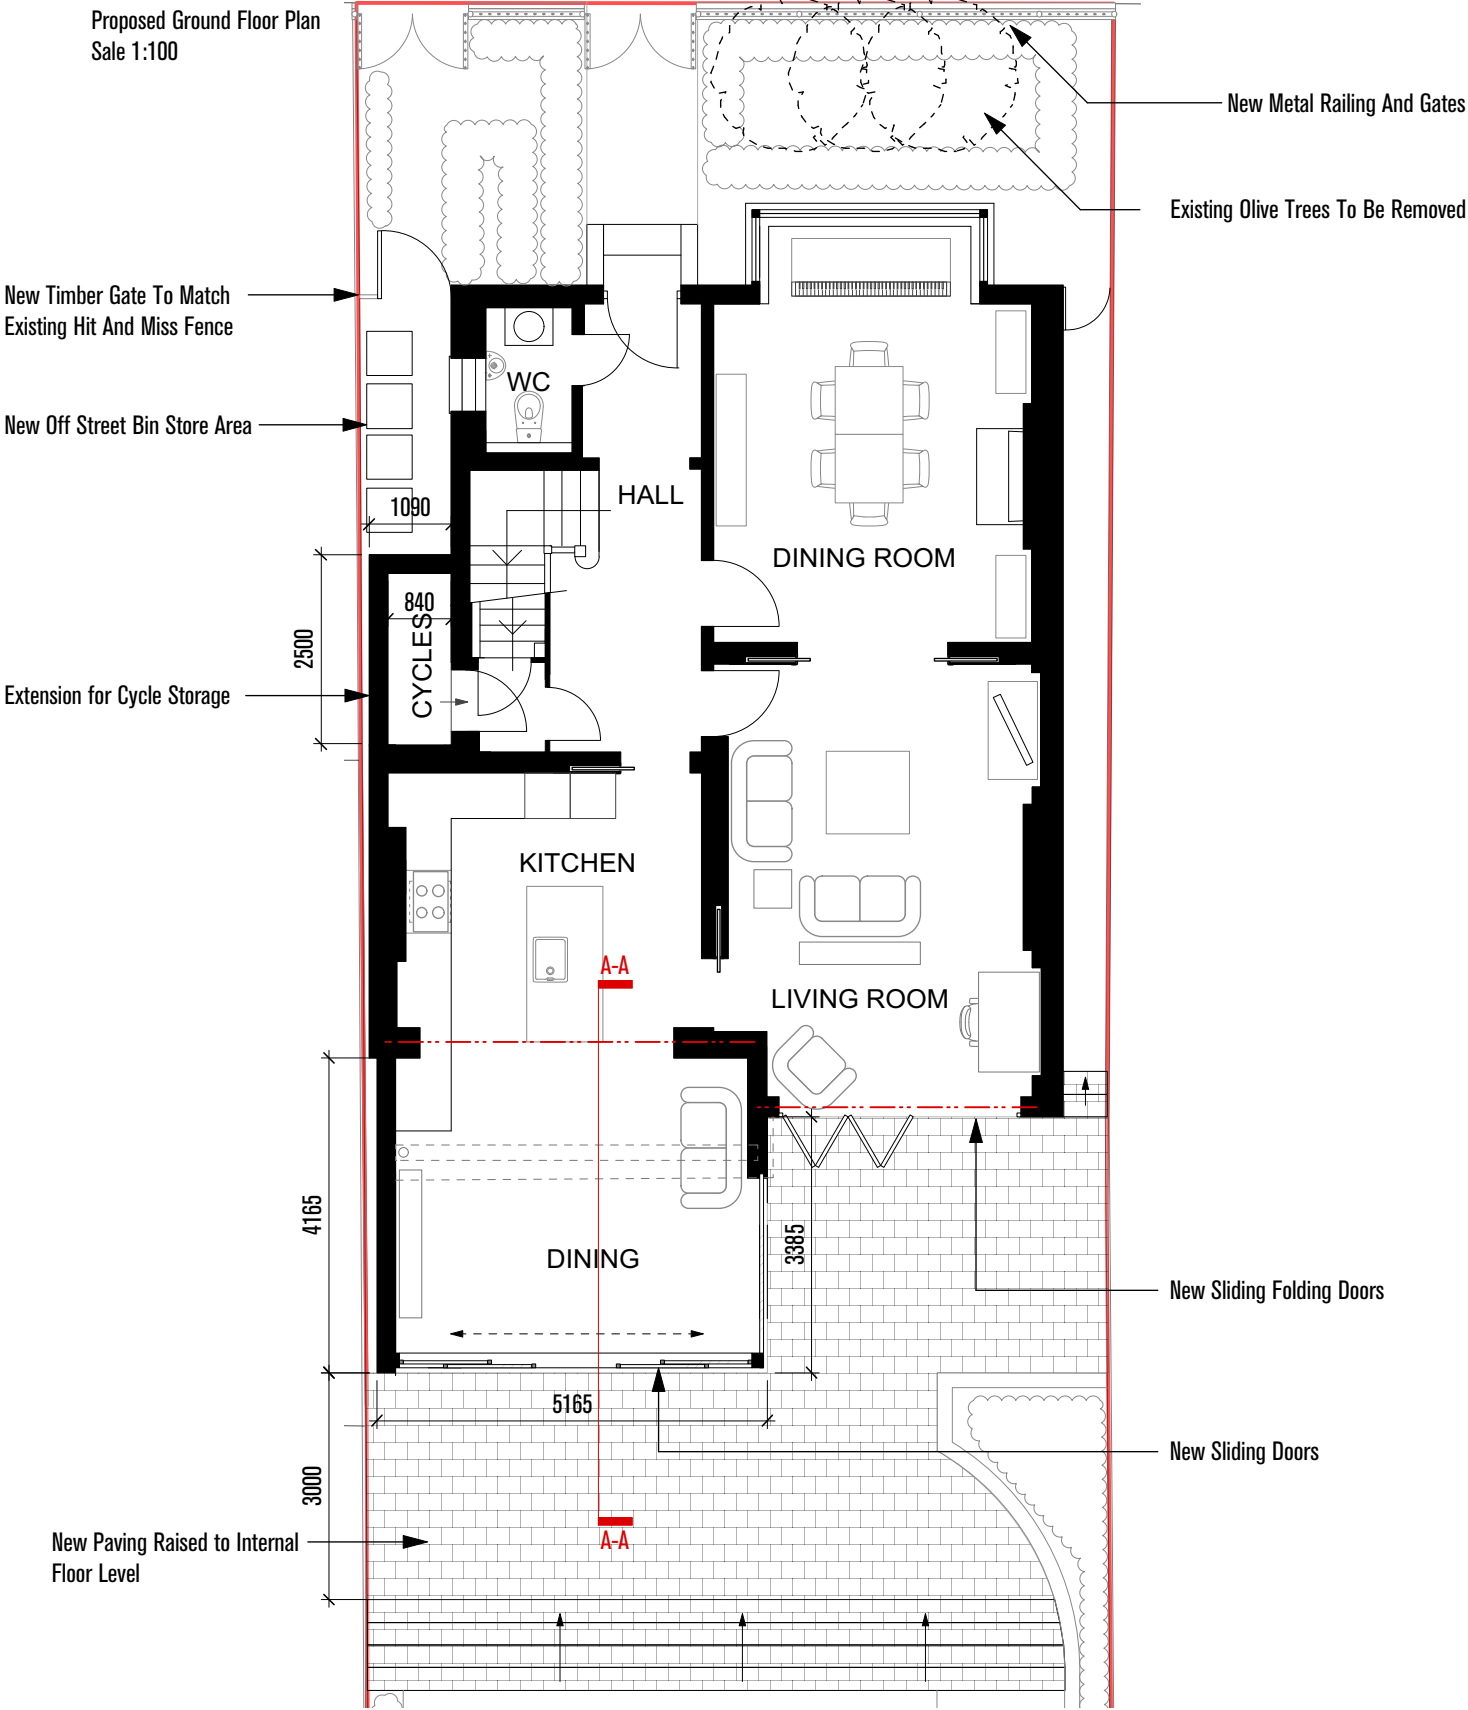 Proposed Ground Floor Plan
Sale 1:100
New Metal Railing And Gates
Existing Olive Trees To Be Removed
New Timber Gate To Match
Existing Hit And Miss Fence
WC
New Off Street Bin Store Area
HALL
1090
DINING ROOM
840
CYCLES
2500
Extension for Cycle Storage
KITCHEN
A-A
LIVING ROOM
4165
3385
DINING
New Sliding Folding Doors
5165
New Sliding Doors
3000
A-A
New Paving Raised to Internal
Floor Level